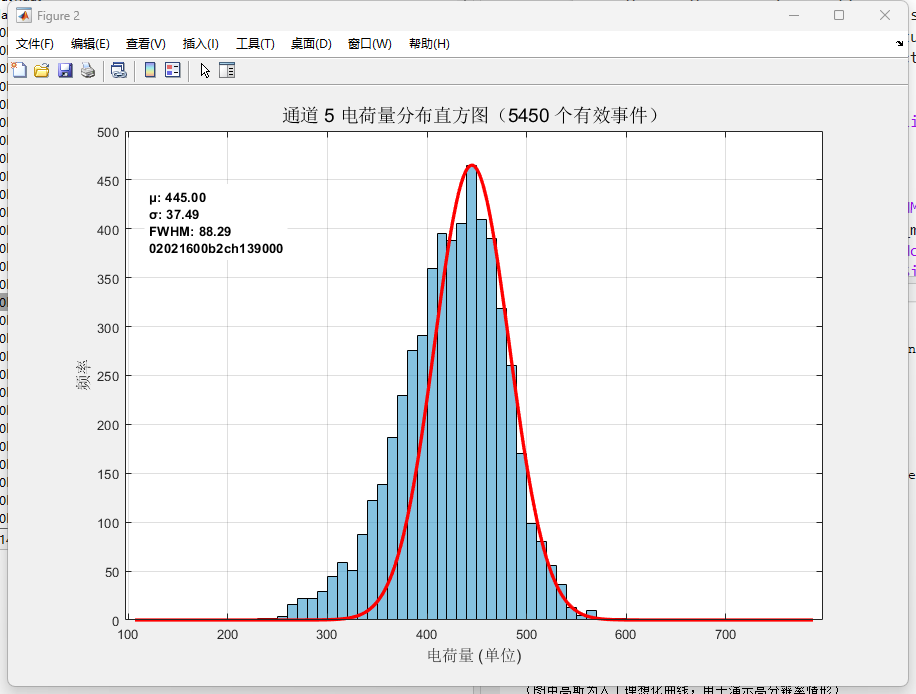 Figure 2
文件(F) 编辑(E) 查看(V) 插入(I) 工具(T) 桌面(D) 窗口(W) 帮助(H)
通道 5 电荷量分布直方图（5450 个有效事件）
500
450
400
350
300
250
200
150
100
50
0
μ: 445.00
σ: 37.49
FWHM: 88.29
02021600b2ch139000
频率
100 200 300 400 500 600 700
电荷量 (单位)